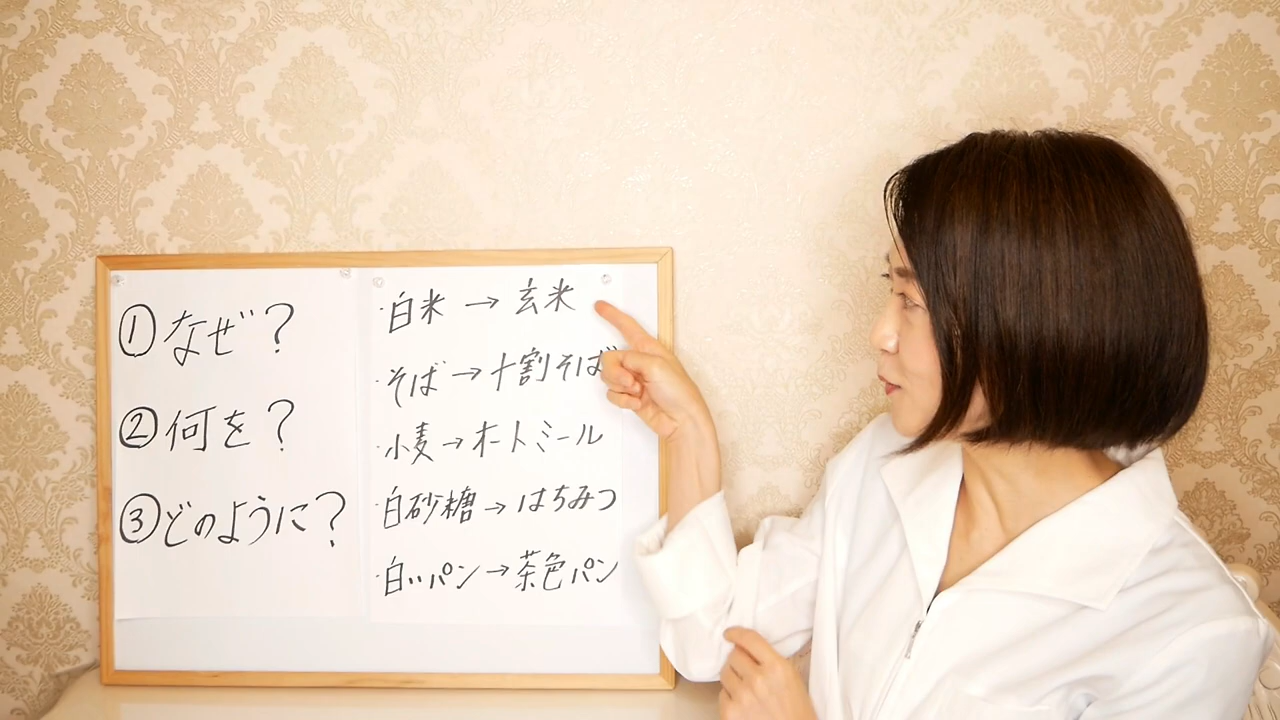 ①なぜ？
②何を？
③どのように？
・白米→玄米
・そば→十割そば
・小麦→オートミール
・白砂糖→はちみつ
・白いパン→茶色パン